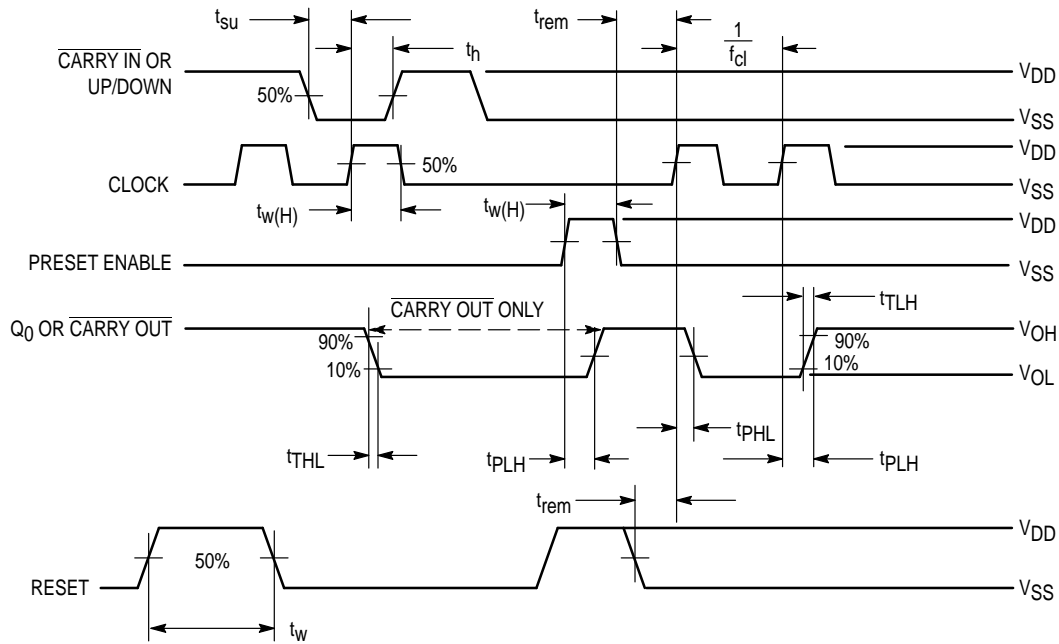 tsu
trem
1
fcl
th
CARRY IN OR
UP/DOWN
50%
VDD
VSS
CLOCK
50%
VDD
VSS
tw(H)
tw(H)
VDD
PRESET ENABLE
VSS
tTLH
CARRY OUT ONLY
Q0 OR CARRY OUT
90%
10%
90%
10%
VOH
VOL
tPHL
tTHL
tPLH
tPLH
trem
VDD
RESET
50%
VSS
tw